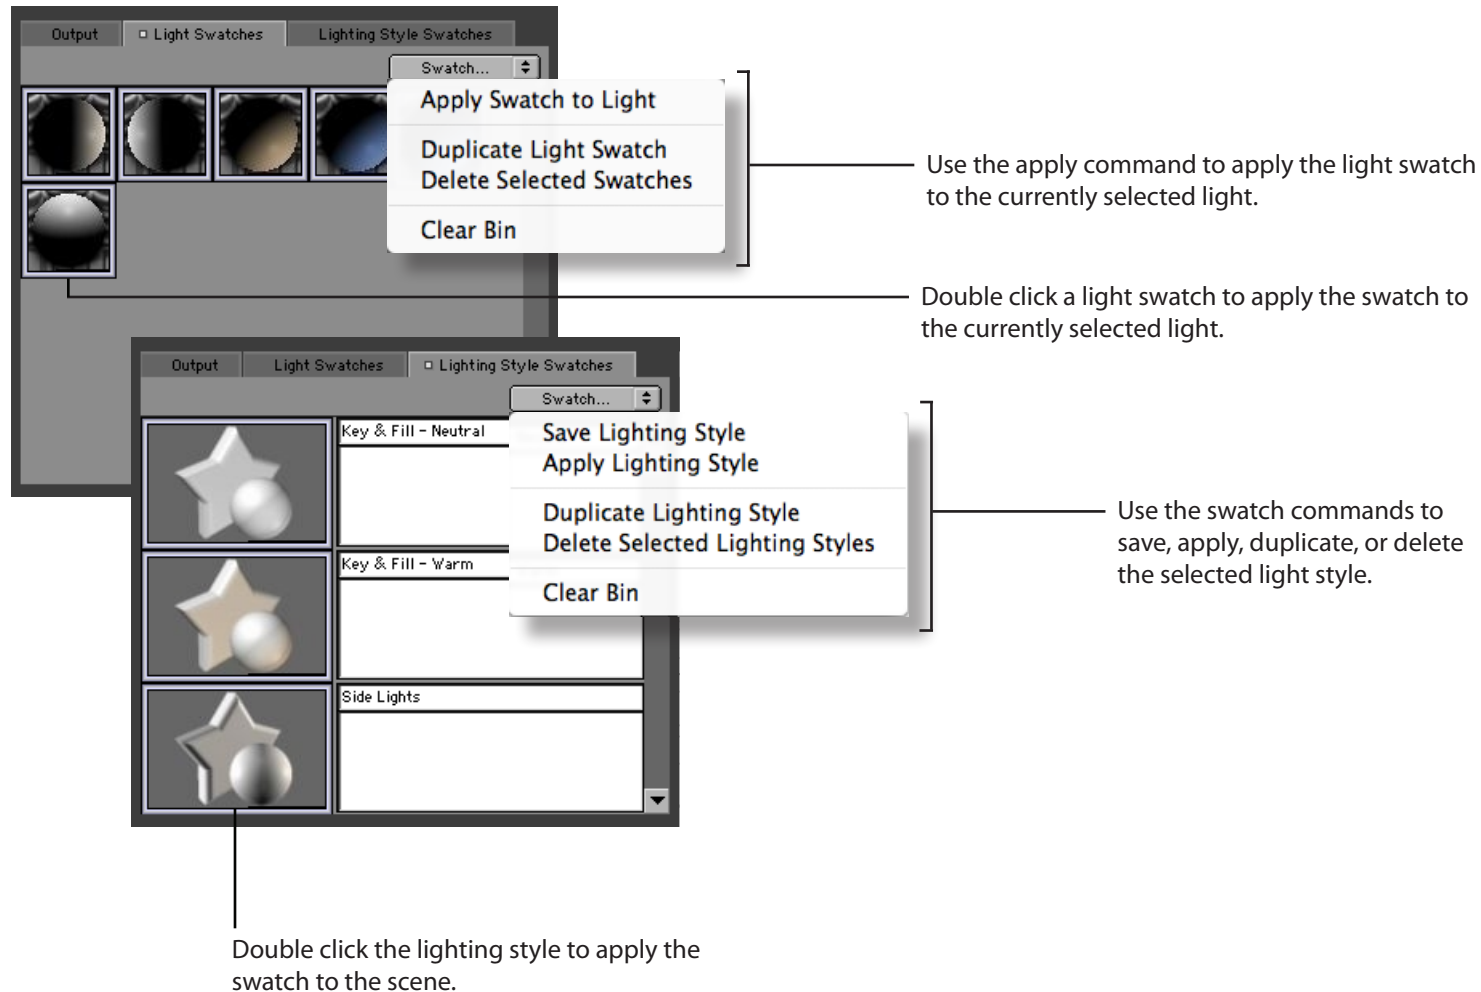 Output
Light Swatches
Lighting Style Swatches
Swatch...
Apply Swatch to Light
Duplicate Light Swatch
Delete Selected Swatches
Clear Bin
Use the apply command to apply the light swatch
to the currently selected light.
Double click a light swatch to apply the swatch to
the currently selected light.
Output
Light Swatches
Lighting Style Swatches
Swatch...
Key & Fill - Neutral
Save Lighting Style
Apply Lighting Style
Duplicate Lighting Style
Delete Selected Lighting Styles
Clear Bin
Key & Fill - Warm
Side Lights
Use the swatch commands to
save, apply, duplicate, or delete
the selected light style.
Double click the lighting style to apply the
swatch to the scene.